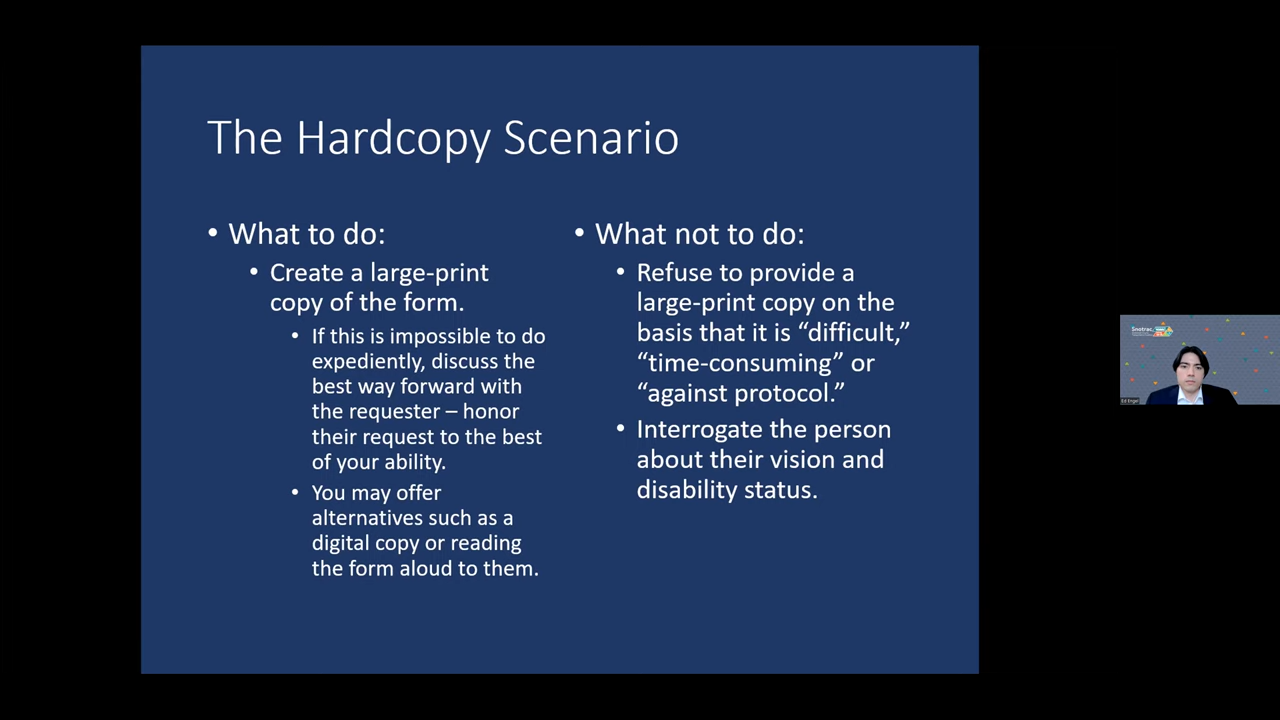 The Hardcopy Scenario
• What to do:
• Create a large-print
copy of the form.
• If this is impossible to do
expediently, discuss the
best way forward with
the requester – honor
their request to the best
of your ability.
• You may offer
alternatives such as a
digital copy or reading
the form aloud to them.
• What not to do:
• Refuse to provide a
large-print copy on the
basis that it is “difficult,”
“time-consuming” or
“against protocol.”
• Interrogate the person
about their vision and
disability status.